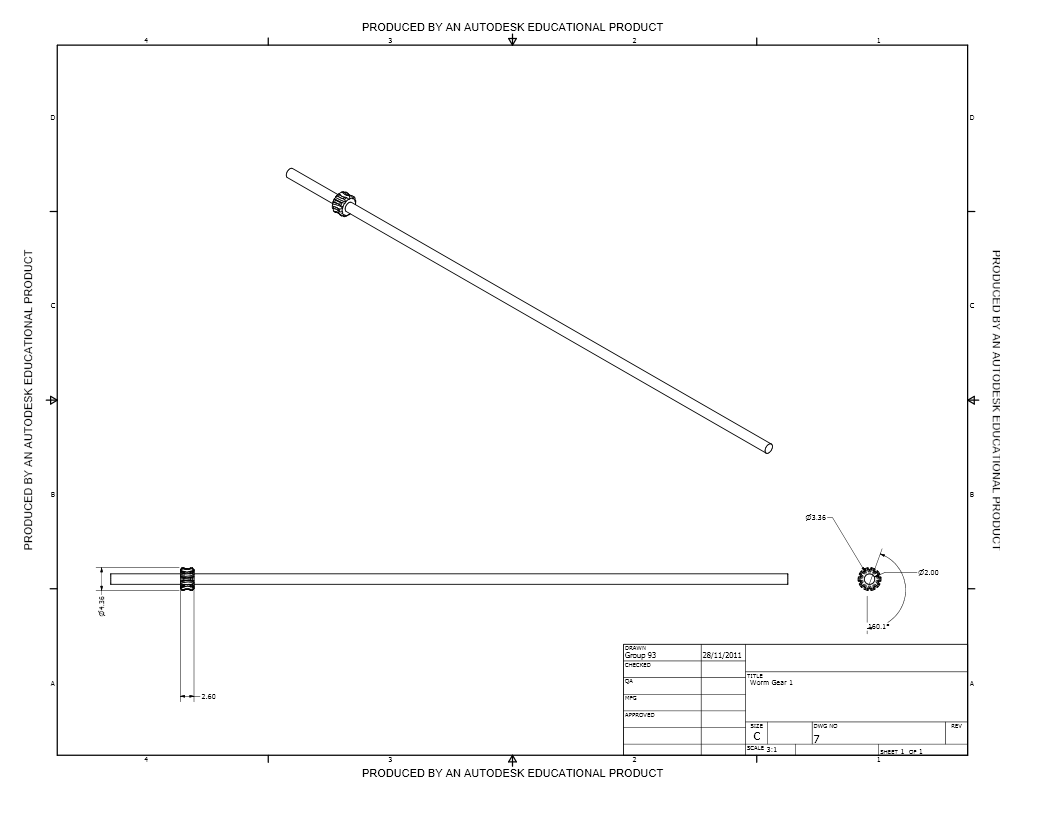 PRODUCED BY AN AUTODESK EDUCATIONAL PRODUCT
4 3 2 1
D D
C C
B B
A A
PRODUCED BY AN AUTODESK EDUCATIONAL PRODUCT
PRODUCED BY AN AUTODESK EDUCATIONAL PRODUCT
Ø3.36
Ø2.00
Ø4.36
160.1°
2.60
DRAWN
Group 93 28/11/2011
CHECKED
QA
MFG
APPROVED
TITLE
Worm Gear 1
SIZE
C
DWG NO
7
REV
SCALE 3:1
SHEET 1 OF 1
4 3 2 1
PRODUCED BY AN AUTODESK EDUCATIONAL PRODUCT